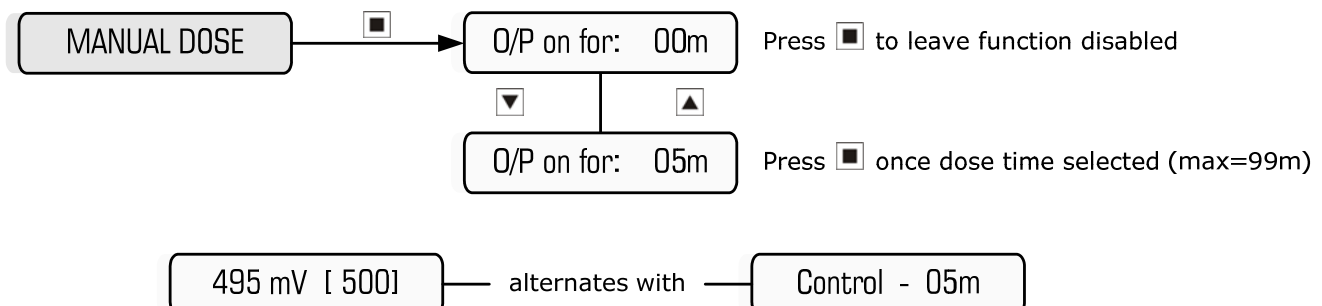 MANUAL DOSE
O/P on for: 00m
Press ■ to leave function disabled
▼ ▲
O/P on for: 05m
Press ■ once dose time selected (max=99m)
495 mV [ 500]
alternates with
Control - 05m